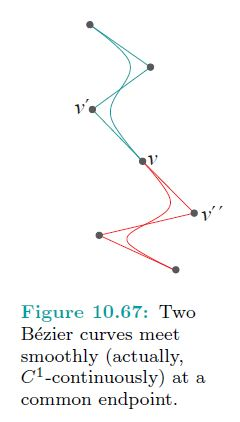 v′
v
v′′
Figure 10.67: Two
Bézier curves meet
smoothly (actually,
C¹-continuously) at a
common endpoint.